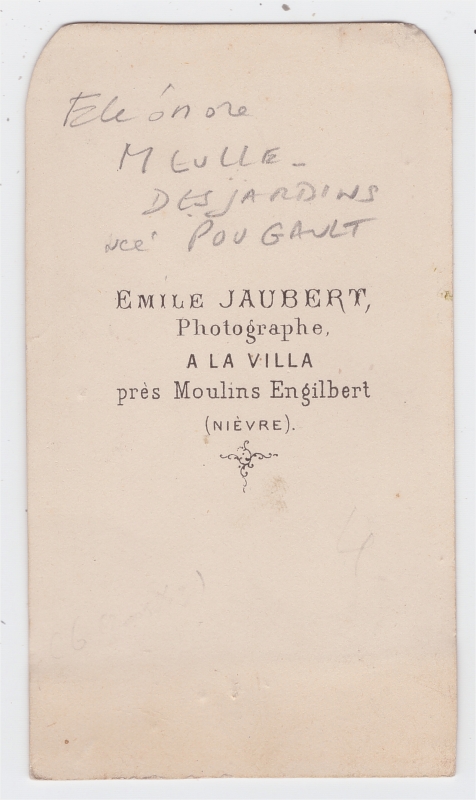 Eléonore
MEULLE-
DESJARDINS
née POUGAULT
EMILE JAUBERT,
Photographe,
A LA VILLA
près Moulins Engilbert
(NIÈVRE).
4